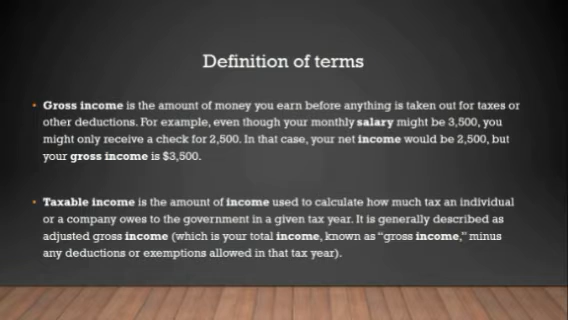 Definition of terms
• Gross income is the amount of money you earn before anything is taken out for taxes or
other deductions. For example, even though your monthly salary might be 3,500, you
might only receive a check for 2,500. In that case, your net income would be 2,500, but
your gross income is $3,500.
• Taxable income is the amount of income used to calculate how much tax an individual
or a company owes to the government in a given tax year. It is generally described as
adjusted gross income (which is your total income, known as “gross income,” minus
any deductions or exemptions allowed in that tax year).